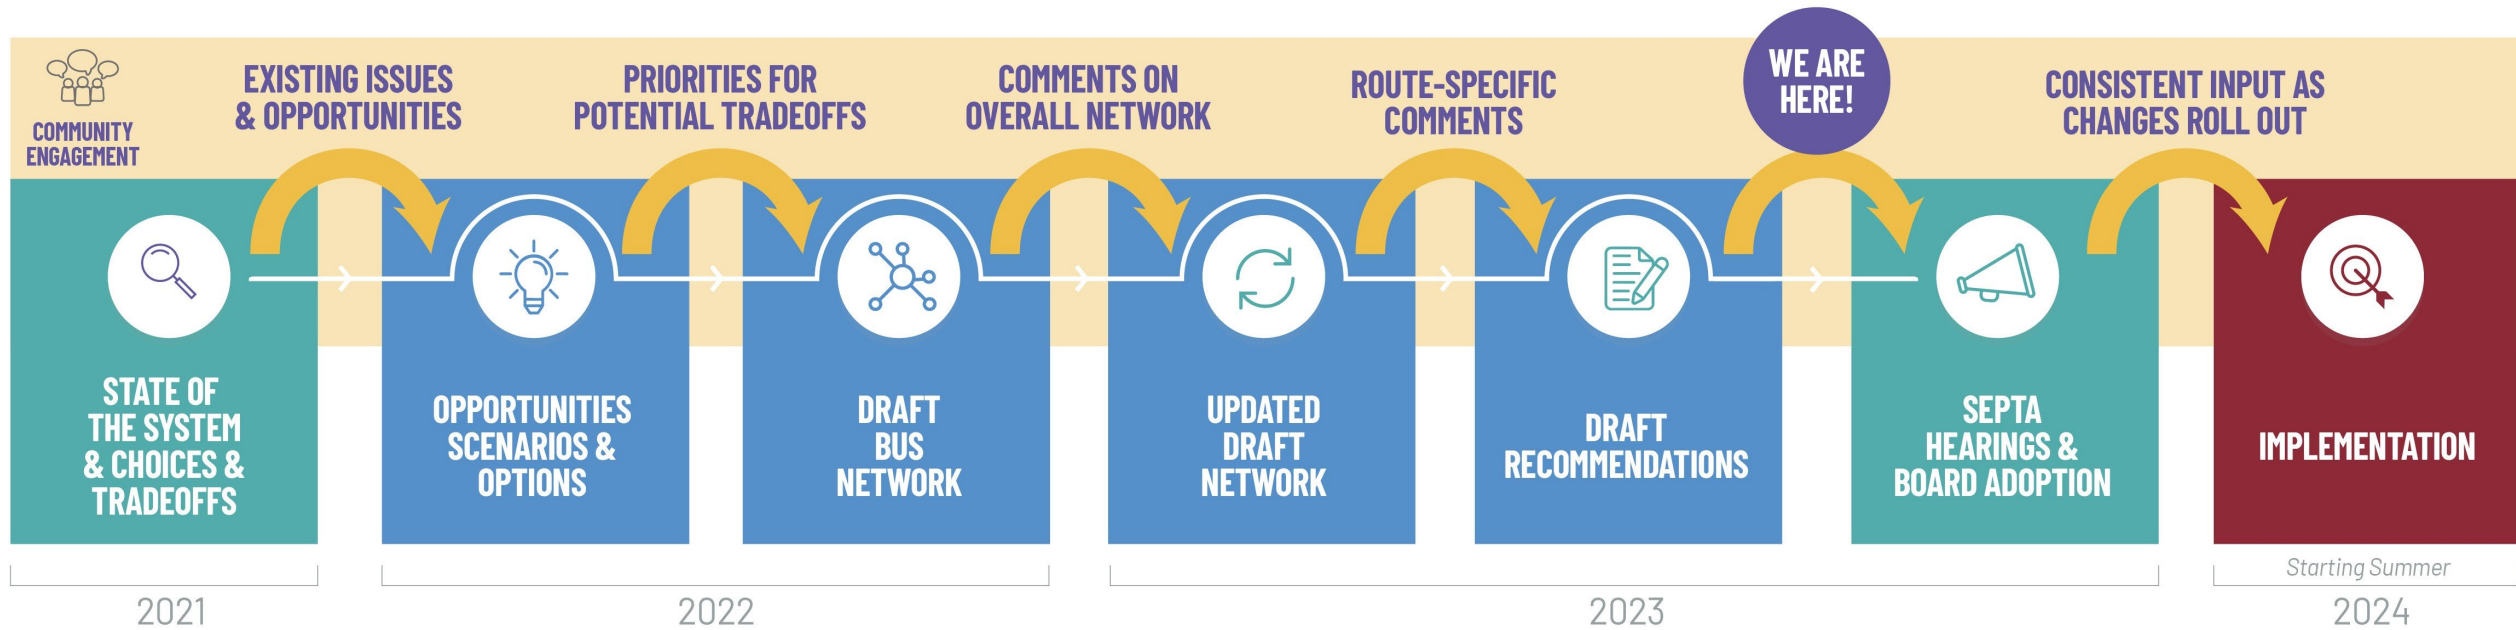 COMMUNITY
ENGAGEMENT
EXISTING ISSUES
& OPPORTUNITIES
PRIORITIES FOR
POTENTIAL TRADEOFFS
COMMENTS ON
OVERALL NETWORK
ROUTE-SPECIFIC
COMMENTS
WE ARE
HERE!
CONSISTENT INPUT AS
CHANGES ROLL OUT
STATE OF
THE SYSTEM
& CHOICES &
TRADEOFFS
OPPORTUNITIES
SCENARIOS &
OPTIONS
DRAFT
BUS
NETWORK
UPDATED
DRAFT
NETWORK
DRAFT
RECOMMENDATIONS
SEPTA
HEARINGS &
BOARD ADOPTION
IMPLEMENTATION
Starting Summer
2021
2022
2023
2024